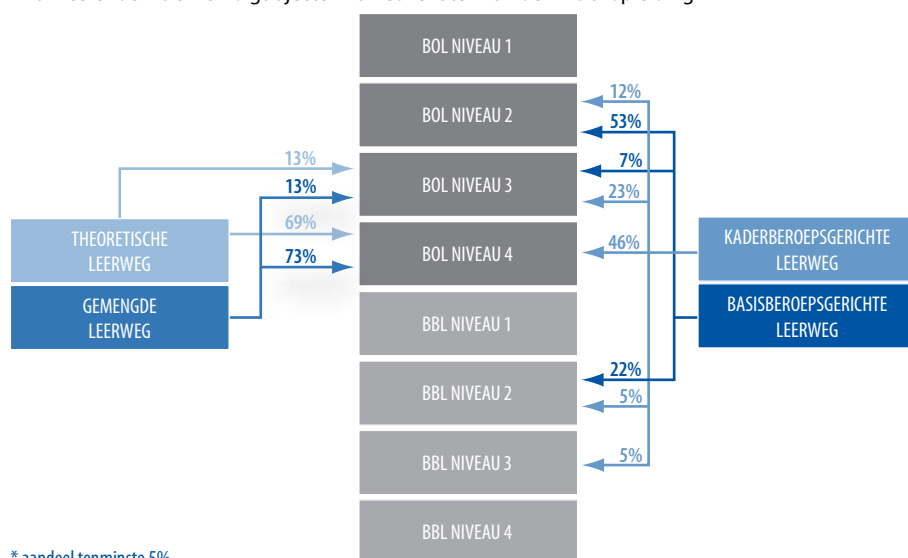 BOL NIVEAU 1
12%
BOL NIVEAU 2
53%
13%
7%
BOL NIVEAU 3
13%
23%
69%
THEORETISCHE
LEERWEG
46%
KADERBEROEPSGERICHTE
LEERWEG
BOL NIVEAU 4
73%
GEMENGDE
LEERWEG
BASISBEROEPSGERICHTE
LEERWEG
BBL NIVEAU 1
22%
BBL NIVEAU 2
5%
BBL NIVEAU 3
5%
BBL NIVEAU 4
* aandeel tenminste 5%